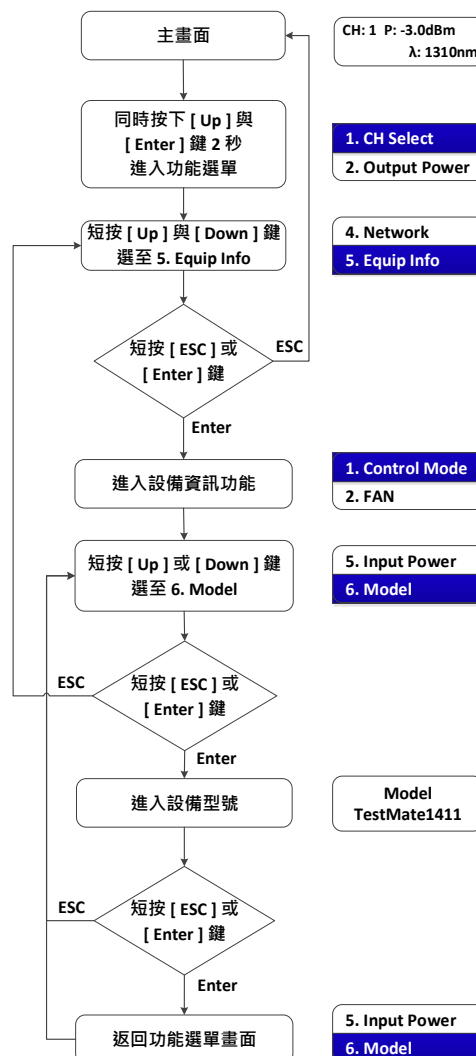 主畫面
CH: 1 P: -3.0dBm
λ: 1310nm
同時按下 [ Up ] 與
[ Enter ] 鍵 2 秒
進入功能選單
1. CH Select
2. Output Power
短按 [ Up ] 與 [ Down ] 鍵
選至 5. Equip Info
4. Network
5. Equip Info
短按 [ ESC ] 或
[ Enter ] 鍵
ESC
Enter
進入設備資訊功能
1. Control Mode
2. FAN
短按 [ Up ] 或 [ Down ] 鍵
選至 6. Model
5. Input Power
6. Model
ESC
短按 [ ESC ] 或
[ Enter ] 鍵
Enter
進入設備型號
Model
TestMate1411
ESC
短按 [ ESC ] 或
[ Enter ] 鍵
Enter
返回功能選單畫面
5. Input Power
6. Model